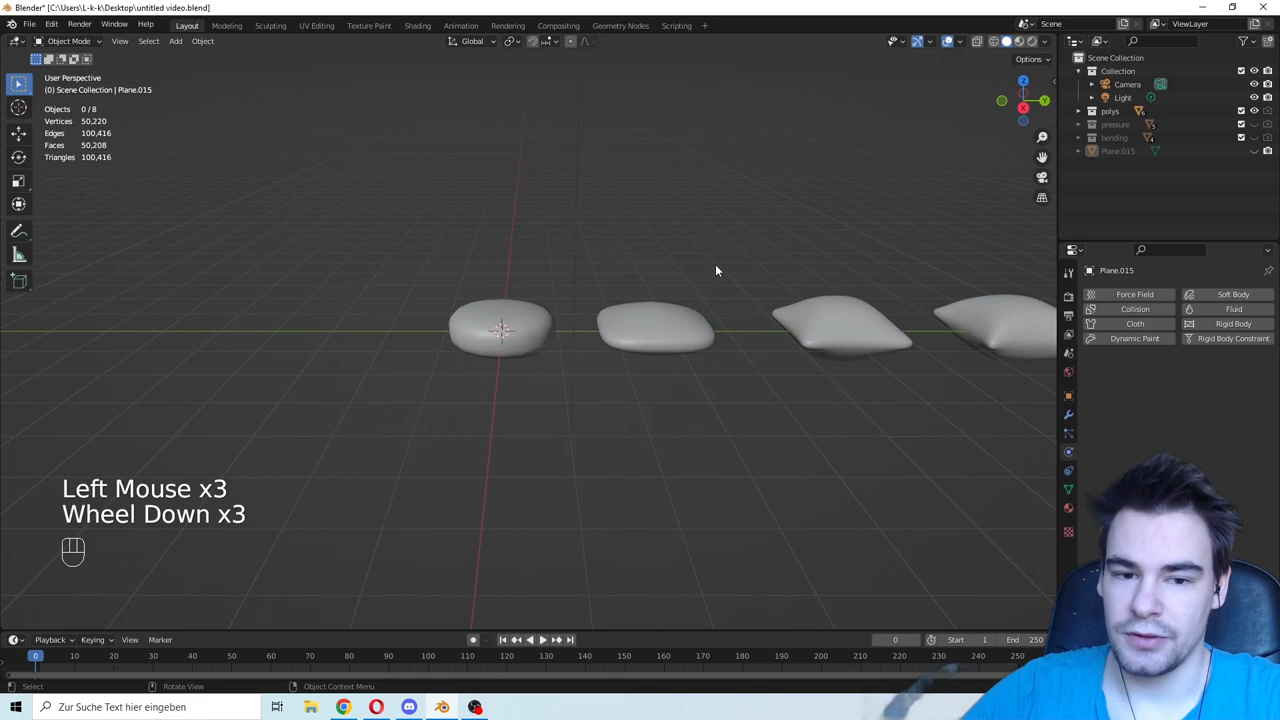 Blender* [C:\Users\L-k-k\Desktop\untitled video.blend]
File Edit Render Window Help Layout Modeling Sculpting UV Editing Texture Paint Shading Animation Rendering Compositing Geometry Nodes Scripting + Scene ViewLayer
Object Mode View Select Add Object Global
Options
User Perspective
(0) Scene Collection | Plane.015
Objects 0 / 8
Vertices 50,220
Edges 100,416
Faces 50,208
Triangles 100,416
Z
Y
X
Scene Collection
Collection
Camera
Light
polys 6
pressure 5
bending 4
Plane.015
Plane.015
Force Field Soft Body
Collision Fluid
Cloth Rigid Body
Dynamic Paint Rigid Body Constraint
Left Mouse x3
Wheel Down x3
Playback Keying View Marker 0 Start 1 End 250
0 10 20 30 40 50 60 70 80 90 100 110 120 130 140 150 160 170 180 190 200 210 220 230 240 250
Select Rotate View Object Context Menu
Zur Suche Text hier eingeben